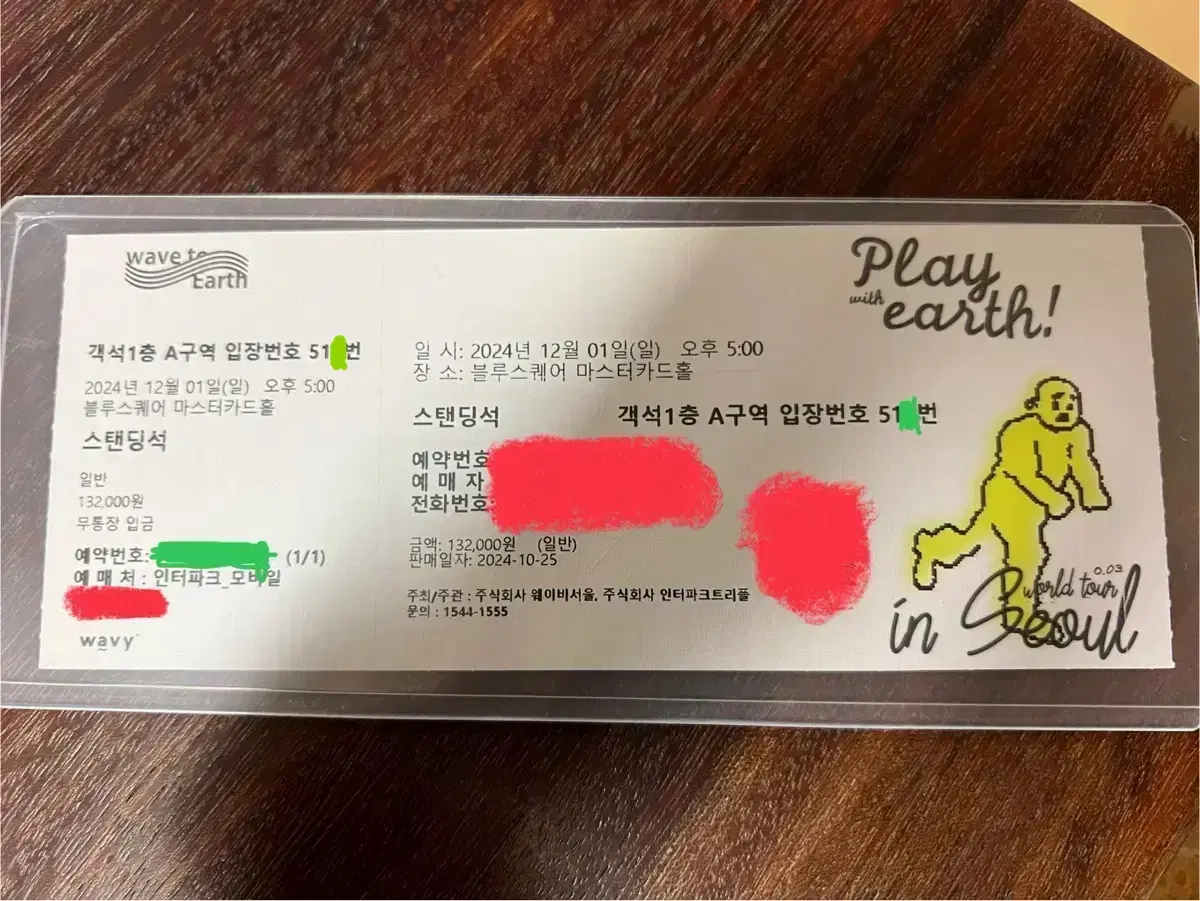 wave to
Earth
객석1층 A구역 입장번호 51 번
2024년 12월 01일(일) 오후 5:00
블루스퀘어 마스터카드홀
스탠딩석
일반
132,000원
무통장 입금
예약번호: (1/1)
예 매 처 : 인터파크_모바일
wavy
일 시: 2024년 12월 01일(일) 오후 5:00
장 소: 블루스퀘어 마스터카드홀
스탠딩석 객석1층 A구역 입장번호 51 번
예약번호
예 매 자
전화번호:
금액: 132,000원 (일반)
판매일자: 2024-10-25
주최/주관 : 주식회사 웨이비서울, 주식회사 인터파크트리플
문의 : 1544-1555
Play
with earth!
0.03
world tour
in Seoul